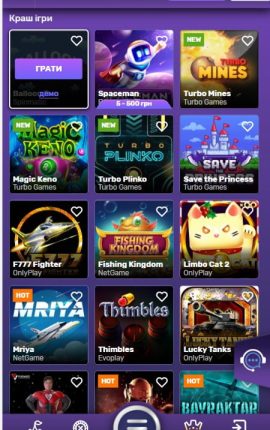 Краш ігри
ГРАТИ
Balloon
демо
Spaceman
5 - 500 грн
NEW
TURBO
MINES
Turbo Mines
Turbo Games
NEW
Magic
KENO
Magic Keno
Turbo Games
NEW
TURBO
PLINKO
Turbo Plinko
Turbo Games
SAVE
Save the Princess
Turbo Games
F777 Fighter
OnlyPlay
FISHING
KINGDOM
Fishing Kingdom
NetGame
Limbo Cat 2
OnlyPlay
HOT
MRIYA
Mriya
NetGame
Thimbles
Thimbles
Evoplay
Lucky Tanks
OnlyPlay
HOT
HOT
BAYRAKTAR